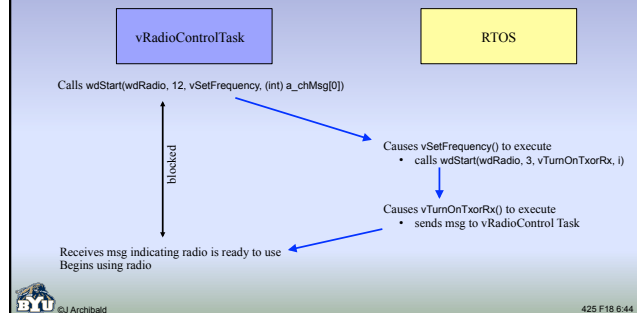 vRadioControlTask
RTOS
Calls wdStart(wdRadio, 12, vSetFrequency, (int) a_chMsg[0])
blocked
Causes vSetFrequency() to execute
• calls wdStart(wdRadio, 3, vTurnOnTxorRx, i)
Causes vTurnOnTxorRx() to execute
• sends msg to vRadioControl Task
Receives msg indicating radio is ready to use
Begins using radio
BYU ©J Archibald
425 F18 6:44